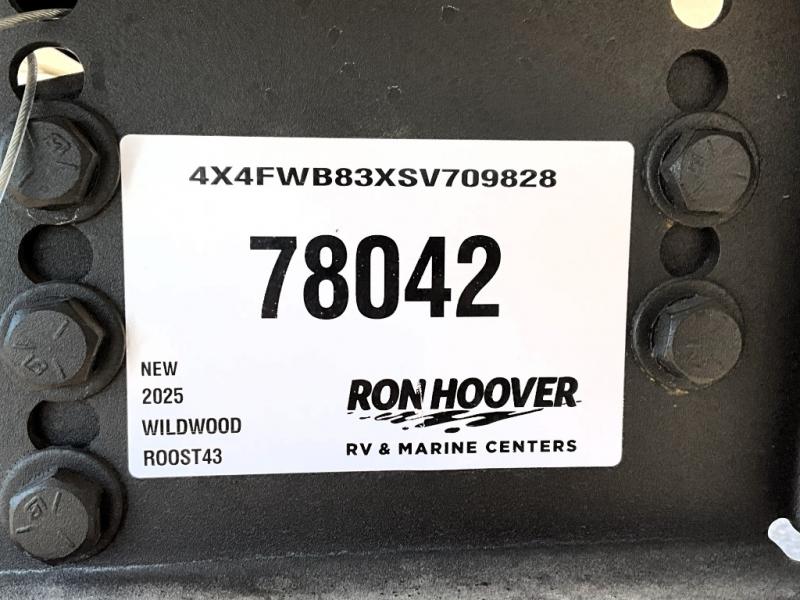 4X4FWB83XSV709828
78042
NEW
2025
WILDWOOD
ROOST43
RON HOOVER
RV & MARINE CENTERS